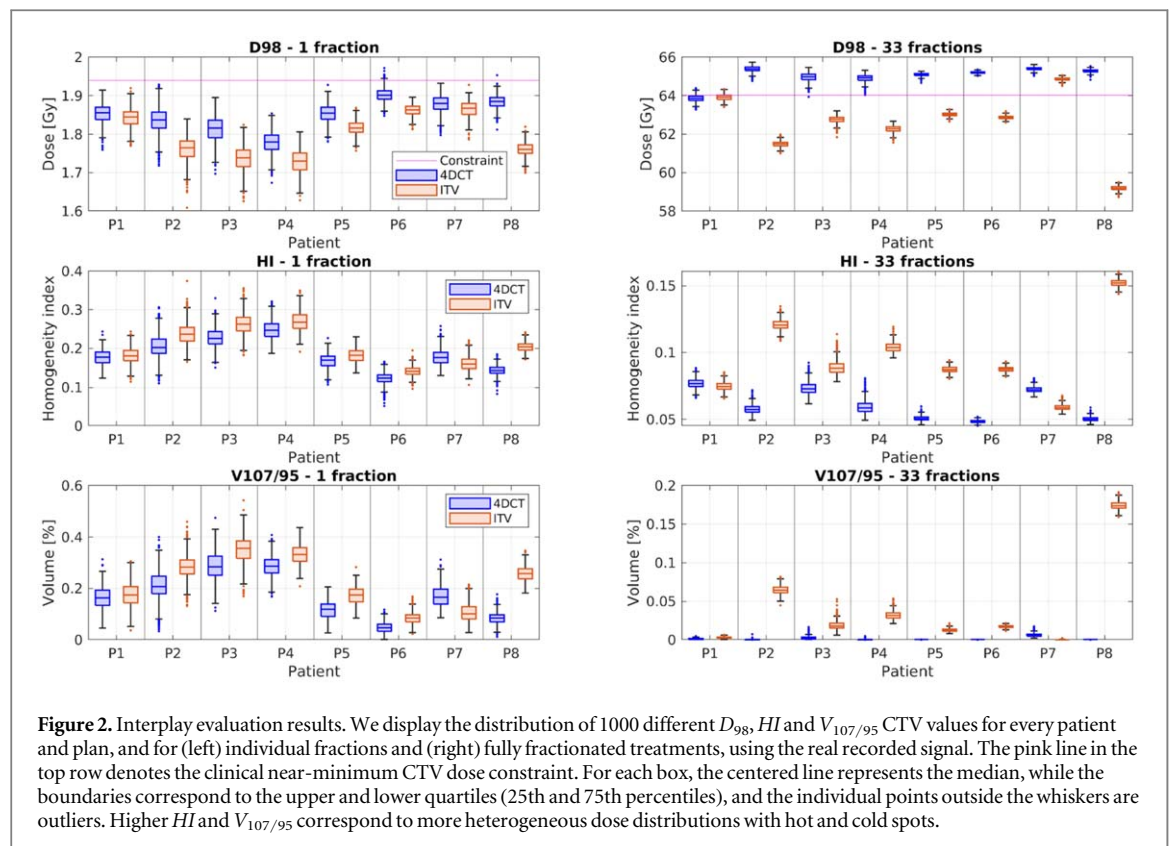 D98 - 1 fraction
2
1.9
1.8
1.7
1.6
Dose [Gy]
Constraint
4DCT
ITV
P1 P2 P3 P4 P5 P6 P7 P8
Patient
D98 - 33 fractions
66
64
62
60
58
Dose [Gy]
P1 P2 P3 P4 P5 P6 P7 P8
Patient
HI - 1 fraction
0.4
0.3
0.2
0.1
0
Homogeneity index
4DCT
ITV
P1 P2 P3 P4 P5 P6 P7 P8
Patient
HI - 33 fractions
0.15
0.1
0.05
Homogeneity index
P1 P2 P3 P4 P5 P6 P7 P8
Patient
V107/95 - 1 fraction
0.6
0.4
0.2
0
Volume [%]
4DCT
ITV
P1 P2 P3 P4 P5 P6 P7 P8
Patient
V107/95 - 33 fractions
0.2
0.15
0.1
0.05
0
Volume [%]
P1 P2 P3 P4 P5 P6 P7 P8
Patient
Figure 2. Interplay evaluation results. We display the distribution of 1000 different D98, HI and V107/95 CTV values for every patient
and plan, and for (left) individual fractions and (right) fully fractionated treatments, using the real recorded signal. The pink line in the
top row denotes the clinical near-minimum CTV dose constraint. For each box, the centered line represents the median, while the
boundaries correspond to the upper and lower quartiles (25th and 75th percentiles), and the individual points outside the whiskers are
outliers. Higher HI and V107/95 correspond to more heterogeneous dose distributions with hot and cold spots.